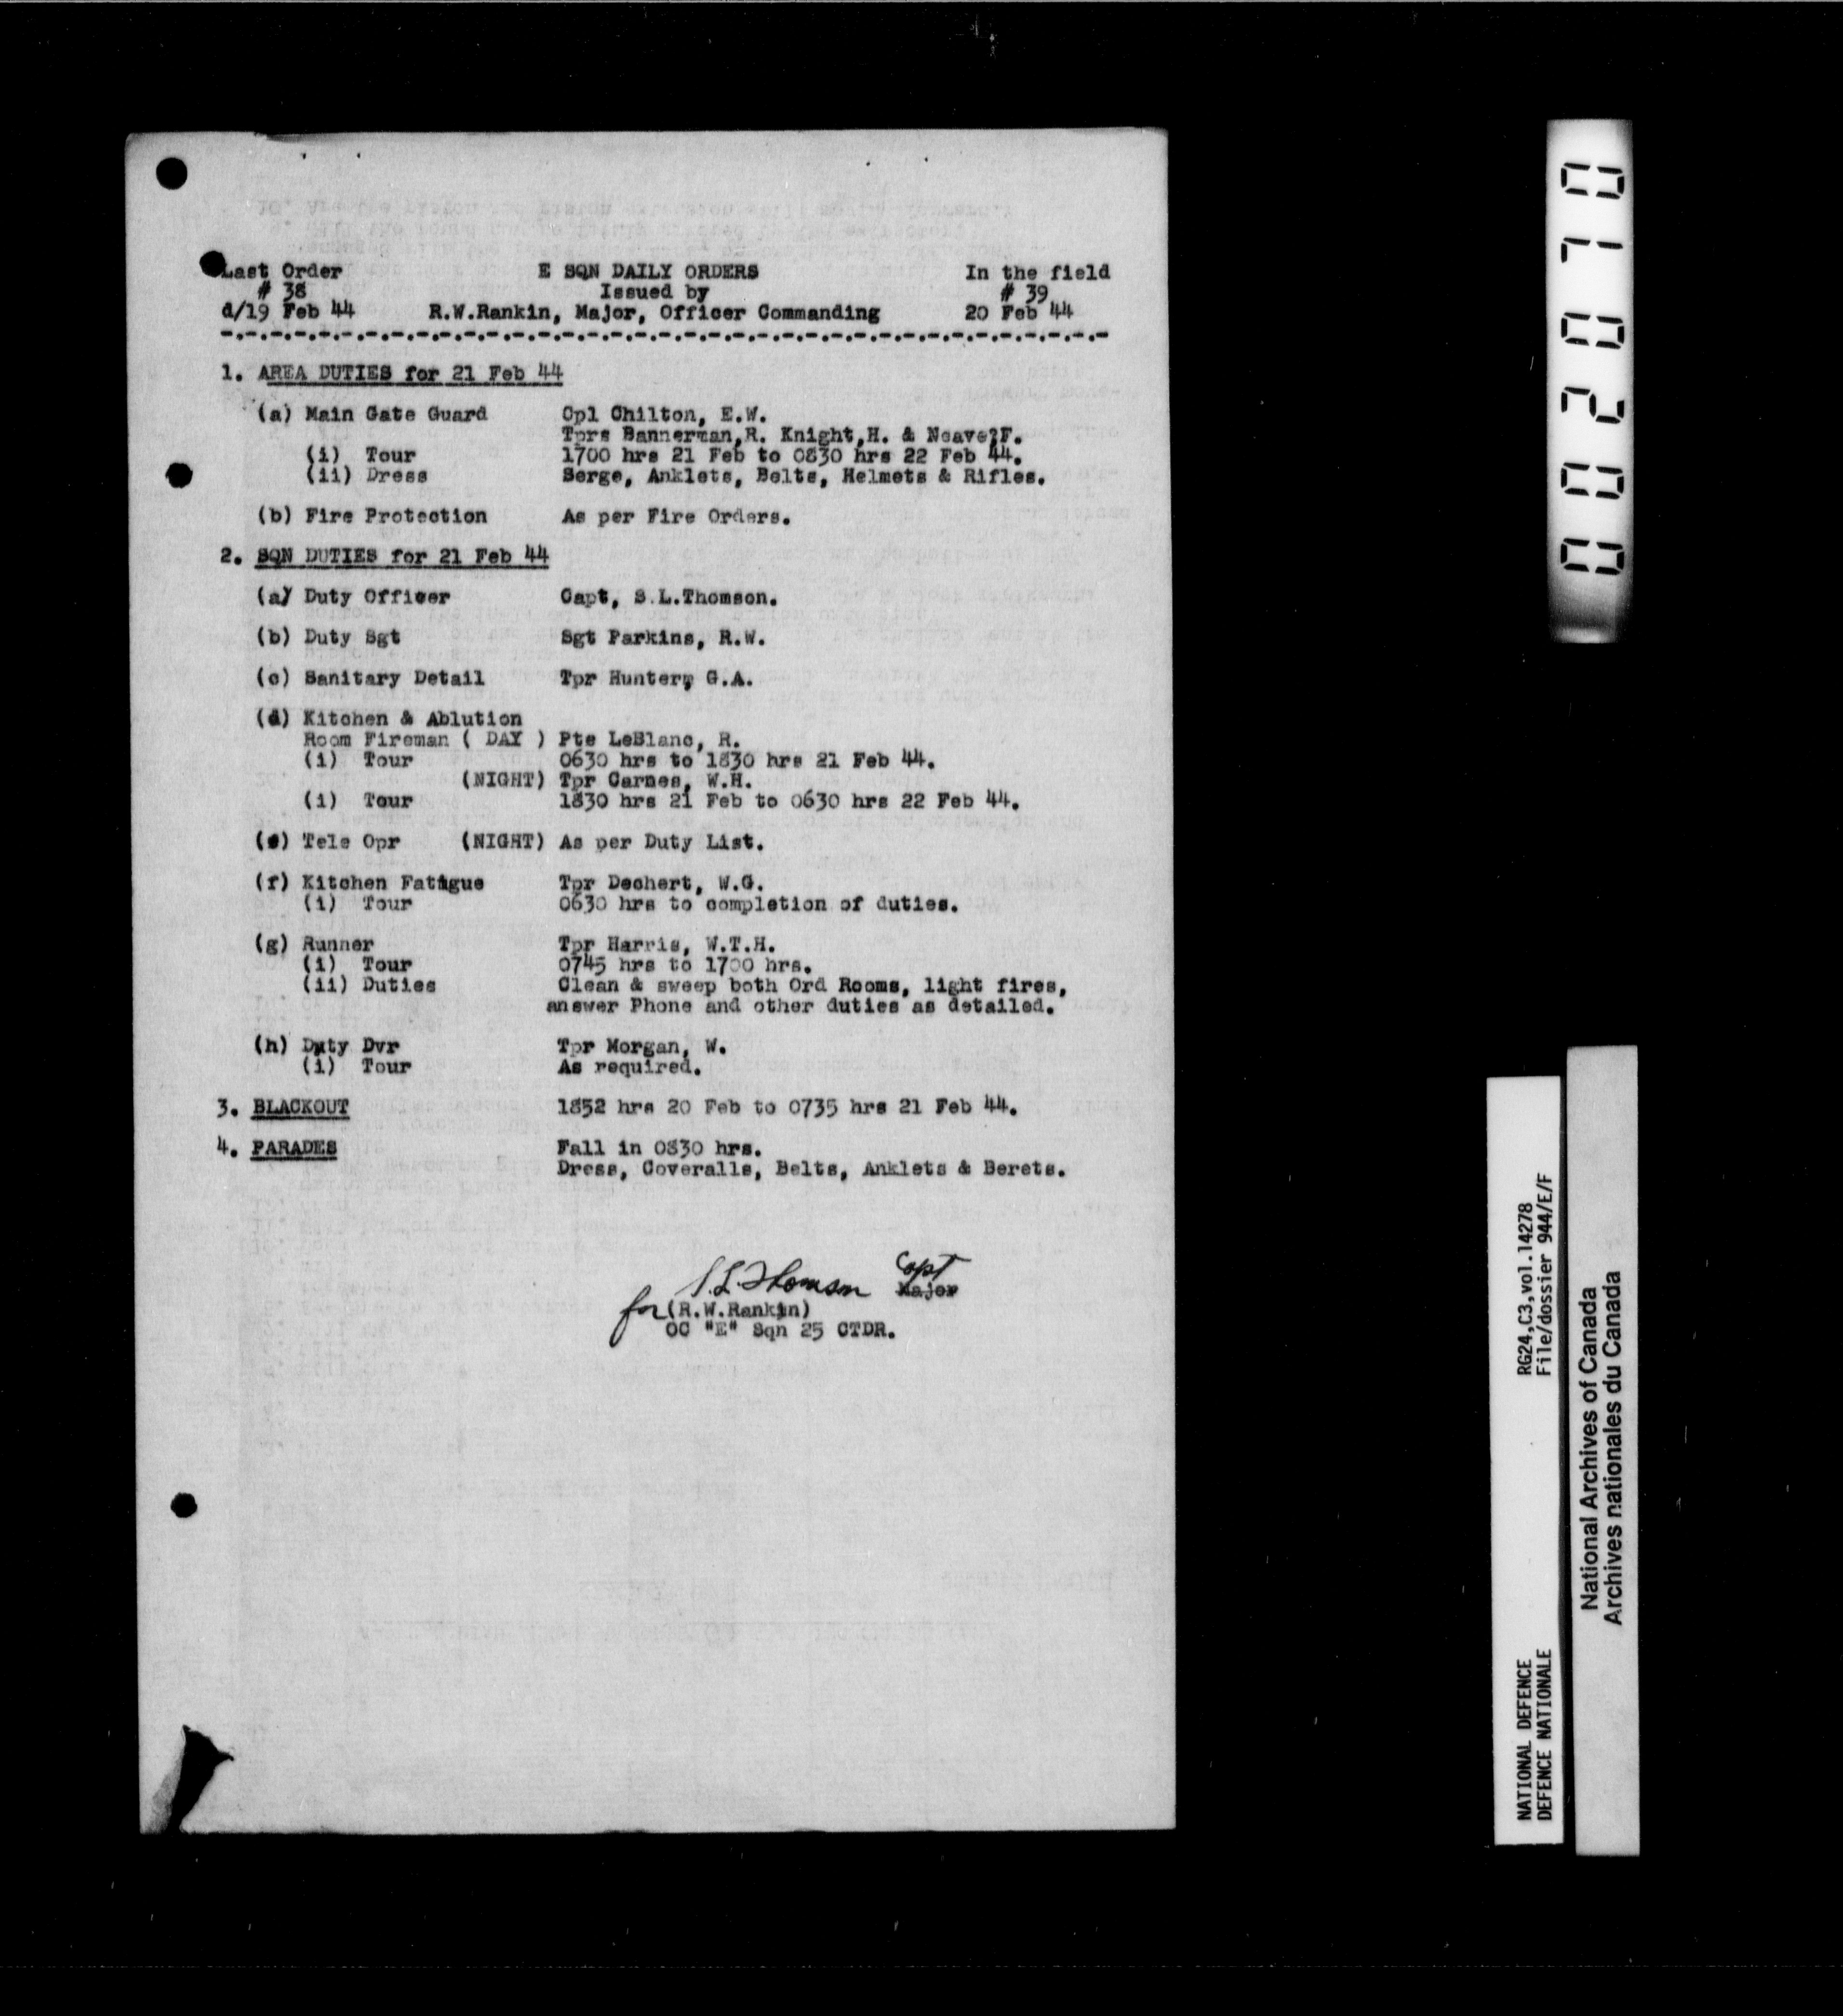 Last Order E SQN DAILY ORDERS In the field
# 38 Issued by # 39
d/19 Feb 44 R.W.Rankin, Major, Officer Commanding 20 Feb 44
1. AREA DUTIES for 21 Feb 44
(a) Main Gate Guard Cpl Chilton, E.W.
Tprs Bannerman,R. Knight,H. & Neave,F.
(i) Tour 1700 hrs 21 Feb to 0830 hrs 22 Feb 44.
(ii) Dress Serge, Anklets, Belts, Helmets & Rifles.
(b) Fire Protection As per Fire Orders.
2. SQN DUTIES for 21 Feb 44
(a) Duty Officer Capt, S.L.Thomson.
(b) Duty Sgt Sgt Parkins, R.W.
(c) Sanitary Detail Tpr Hunter, G.A.
(d) Kitchen & Ablution
Room Fireman ( DAY ) Pte LeBlanc, R.
(i) Tour 0630 hrs to 1830 hrs 21 Feb 44.
(NIGHT) Tpr Carnes, W.H.
(i) Tour 1830 hrs 21 Feb to 0630 hrs 22 Feb 44.
(e) Tele Opr (NIGHT) As per Duty List.
(f) Kitchen Fatigue Tpr Dechert, W.G.
(i) Tour 0630 hrs to completion of duties.
(g) Runner Tpr Harris, W.T.H.
(i) Tour 0745 hrs to 1700 hrs.
(ii) Duties Clean & sweep both Ord Rooms, light fires,
answer Phone and other duties as detailed.
(h) Duty Dvr Tpr Morgan, W.
(i) Tour As required.
3. BLACKOUT 1852 hrs 20 Feb to 0735 hrs 21 Feb 44.
4. PARADES Fall in 0830 hrs.
Dress, Coveralls, Belts, Anklets & Berets.
S.L. Thomson Capt
Major
for (R.W.Rankin)
OC "E" Sqn 25 CTDR.
002070
NATIONAL DEFENCE RG24,C3,vol.14278
DEFENCE NATIONALE File/dossier 944/E/F
National Archives of Canada
Archives nationales du Canada